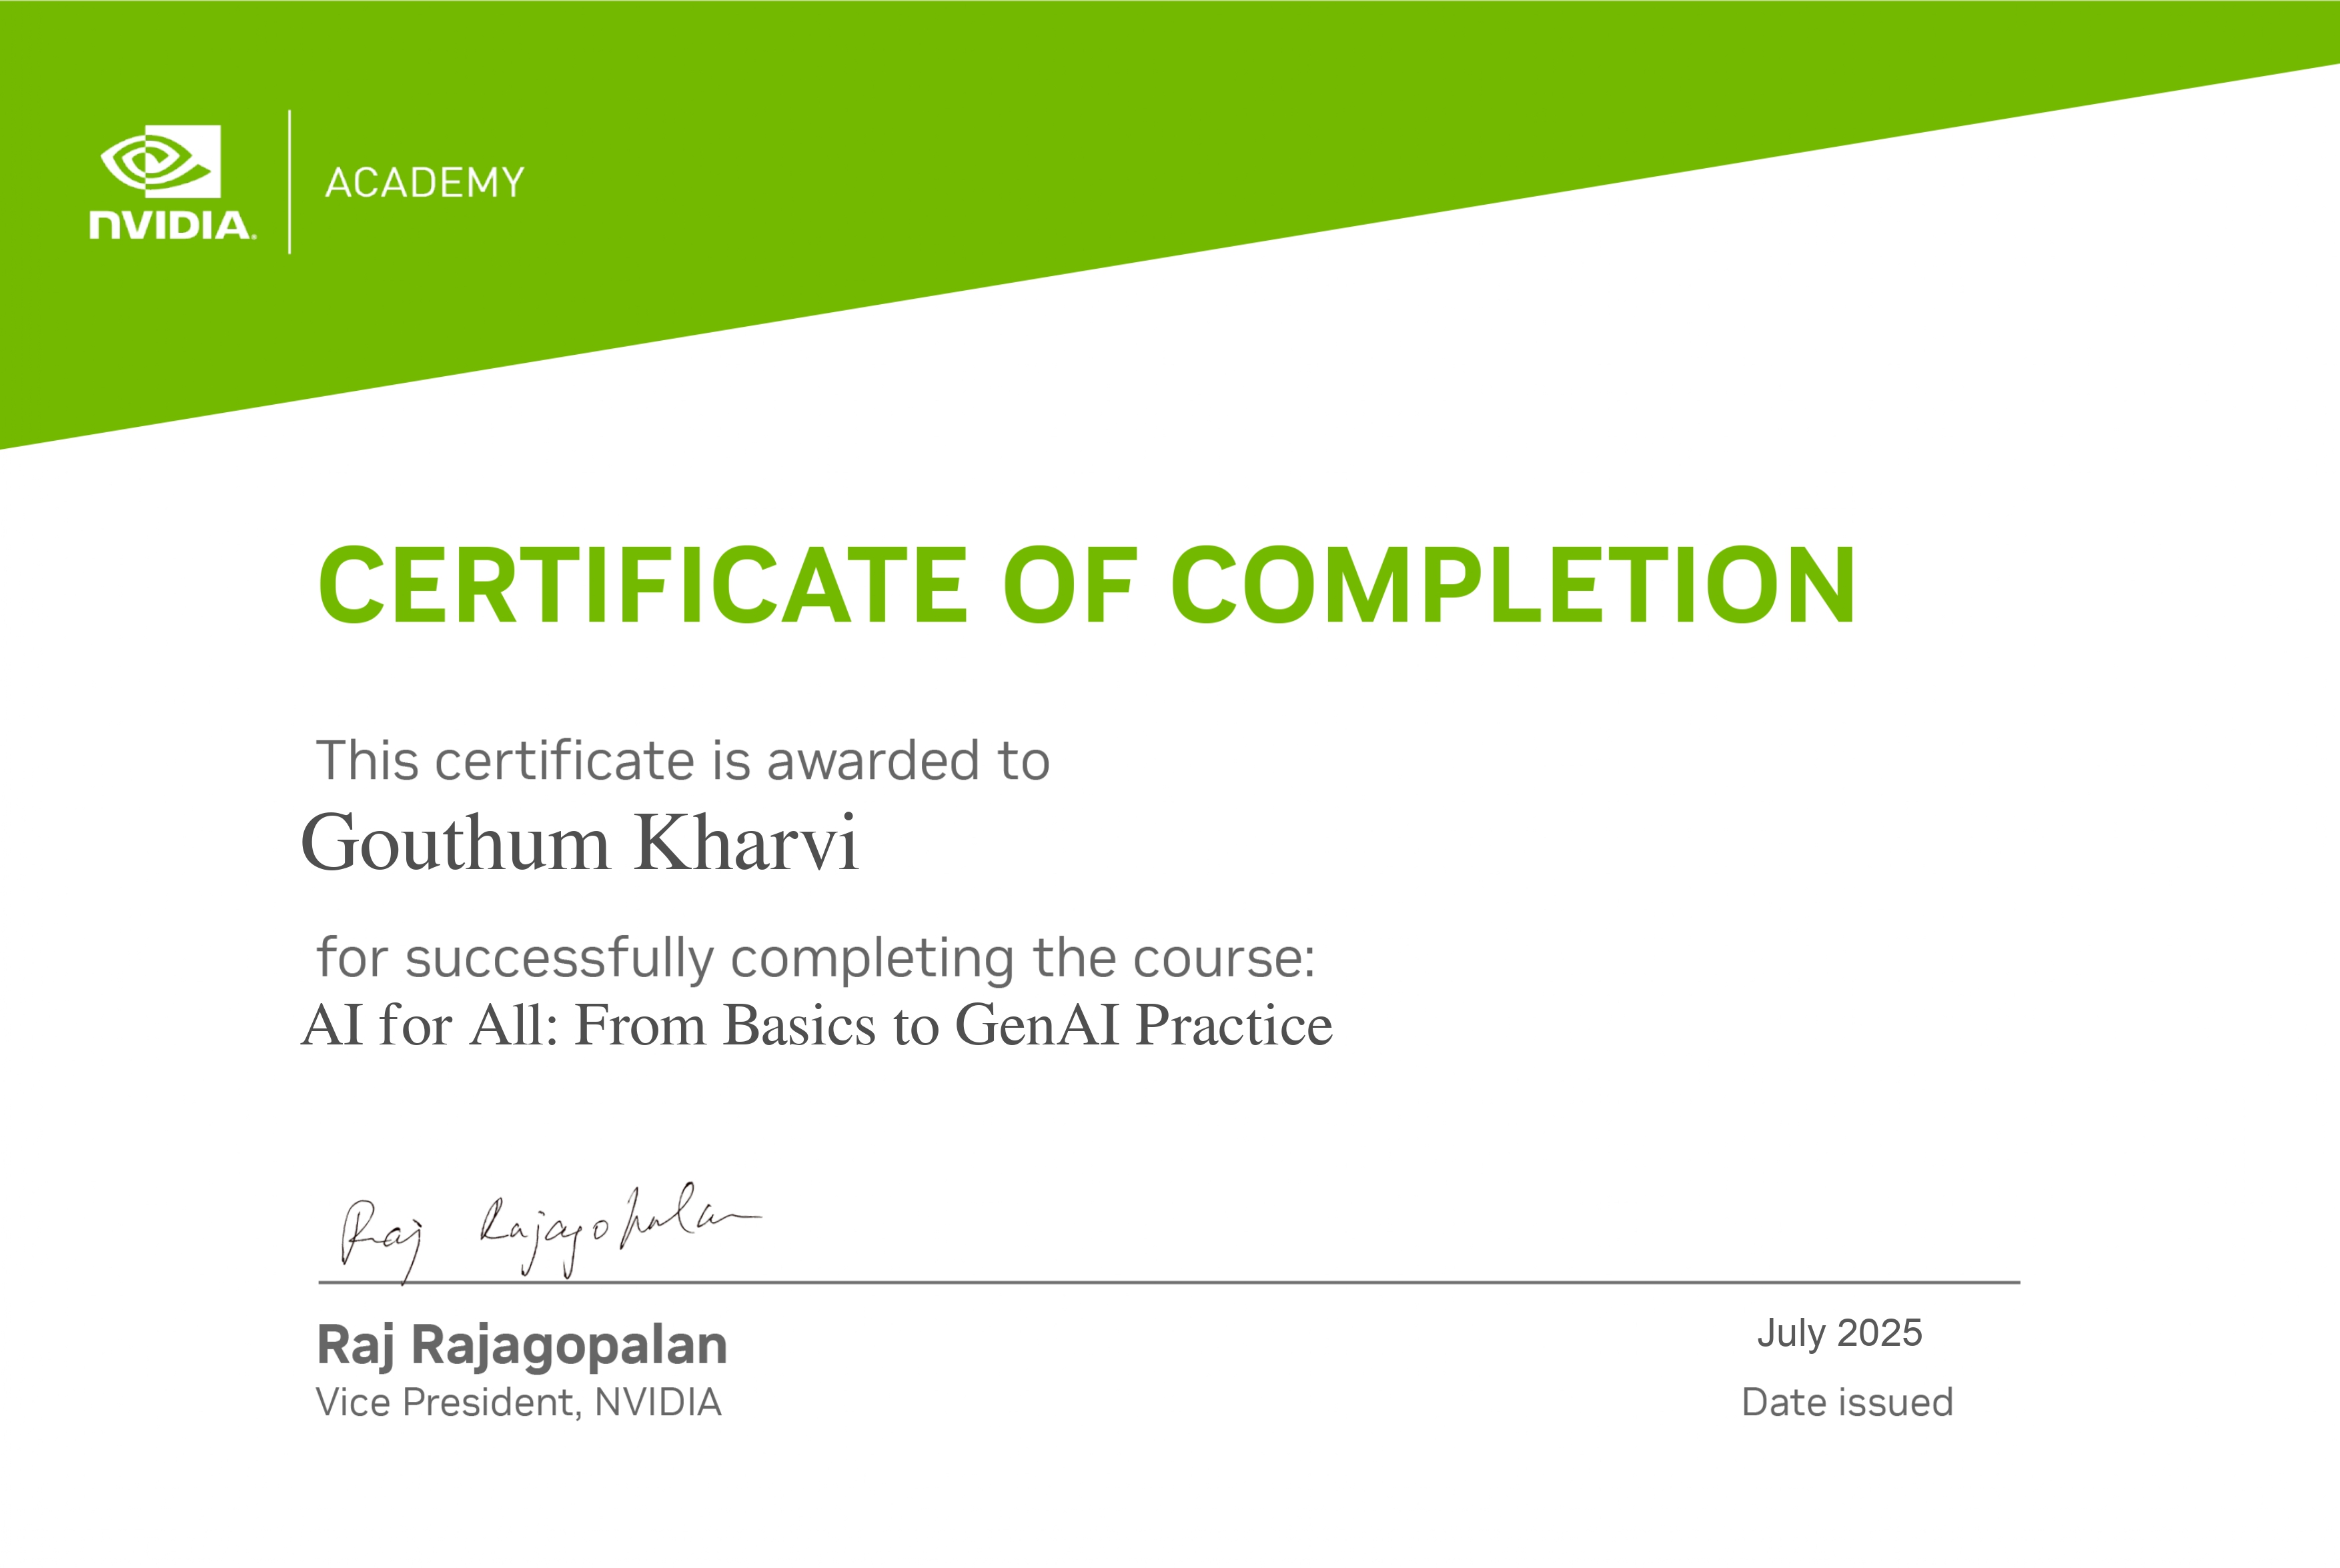 NVIDIA.
ACADEMY
CERTIFICATE OF COMPLETION
This certificate is awarded to
Gouthum Kharvi
for successfully completing the course:
AI for All: From Basics to GenAI Practice
Raj Rajagopalan
Raj Rajagopalan
Vice President, NVIDIA
July 2025
Date issued